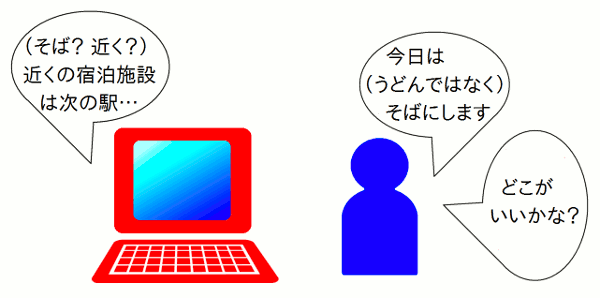 （そば？ 近く？）
近くの宿泊施設
は次の駅…
今日は
（うどんではなく）
そばにします
どこが
いいかな？